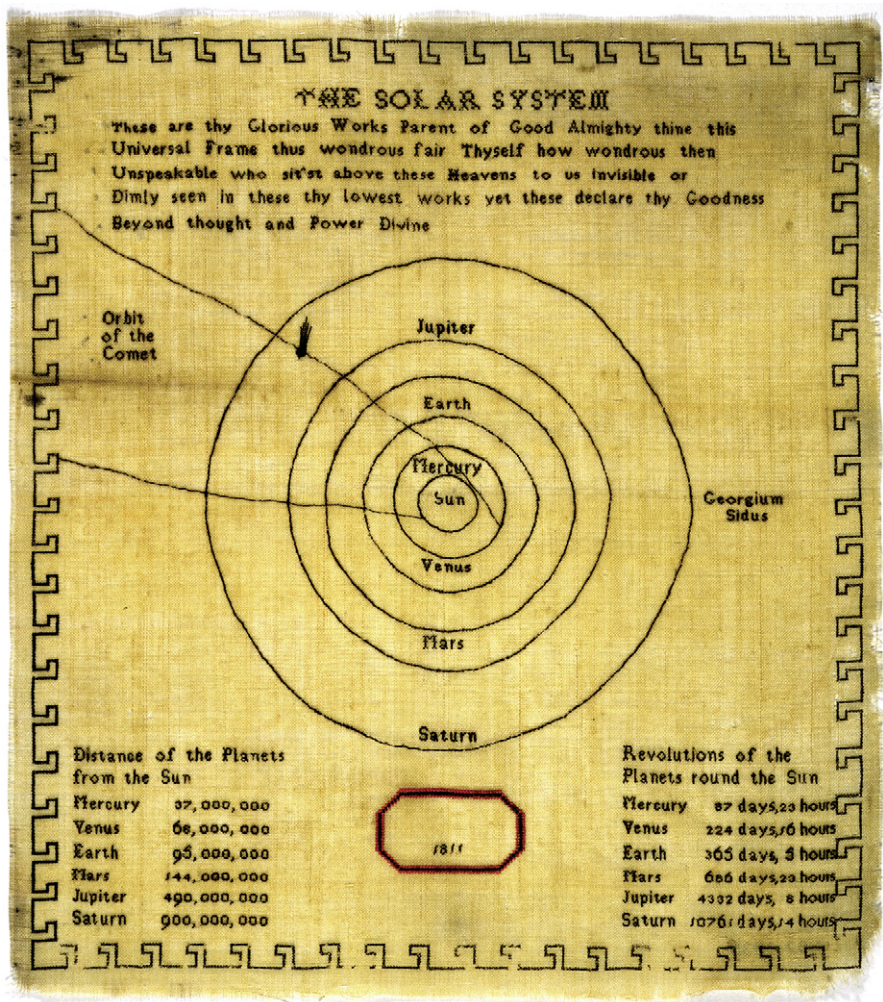 THE SOLAR SYSTEM
These are thy Glorious Works Parent of Good Almighty thine this
Universal Frame thus wondrous fair Thyself how wondrous then
Unspeakable who sit'st above these Heavens to us Invisible or
Dimly seen in these thy lowest works yet these declare thy Goodness
Beyond thought and Power Divine
Orbit
of the
Comet
Jupiter
Earth
Mercury
Sun
Georgium
Sidus
Venus
Mars
Saturn
Distance of the Planets
from the Sun
Mercury 37,000,000
Venus 68,000,000
Earth 95,000,000
Mars 144,000,000
Jupiter 490,000,000
Saturn 900,000,000
1811
Revolutions of the
Planets round the Sun
Mercury 87 days,23 hours
Venus 224 days,16 hours
Earth 365 days, 5 hours
Mars 686 days,23 hours
Jupiter 4332 days, 8 hours
Saturn 10761 days,14 hours